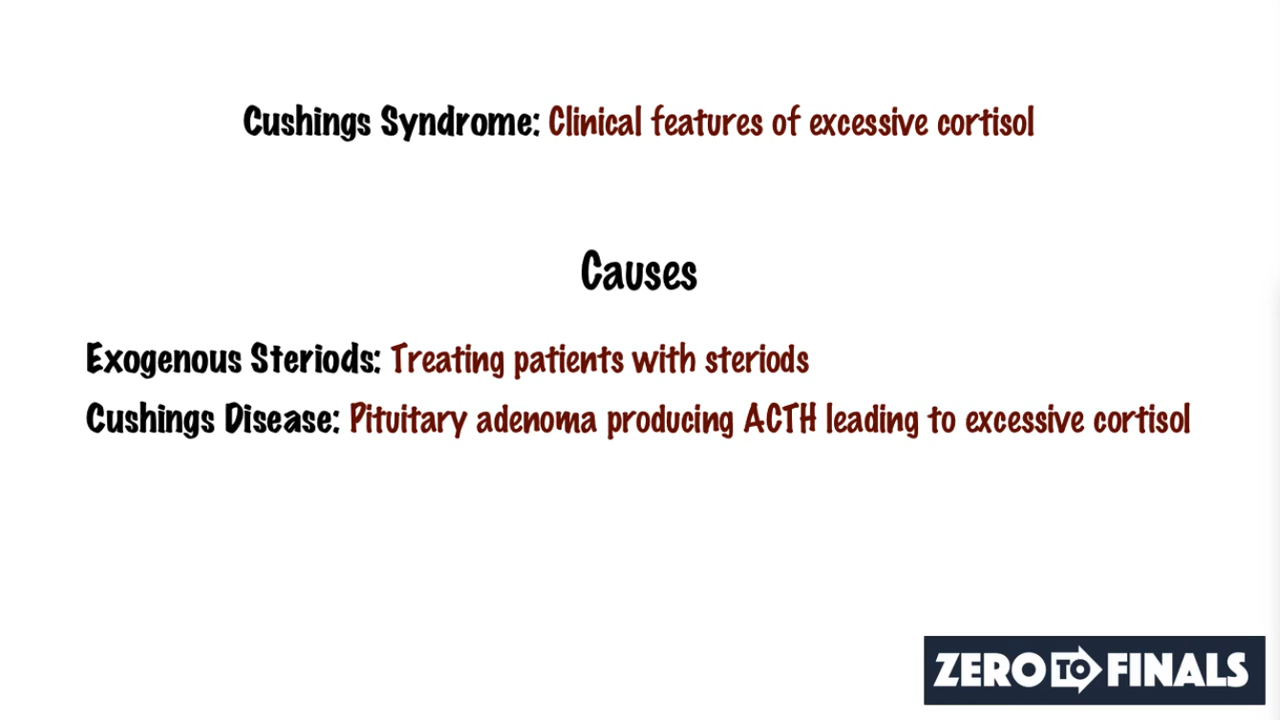 Cushings Syndrome: Clinical features of excessive cortisol
Causes
Exogenous Steriods: Treating patients with steriods
Cushings Disease: Pituitary adenoma producing ACTH leading to excessive cortisol
ZERO TO FINALS